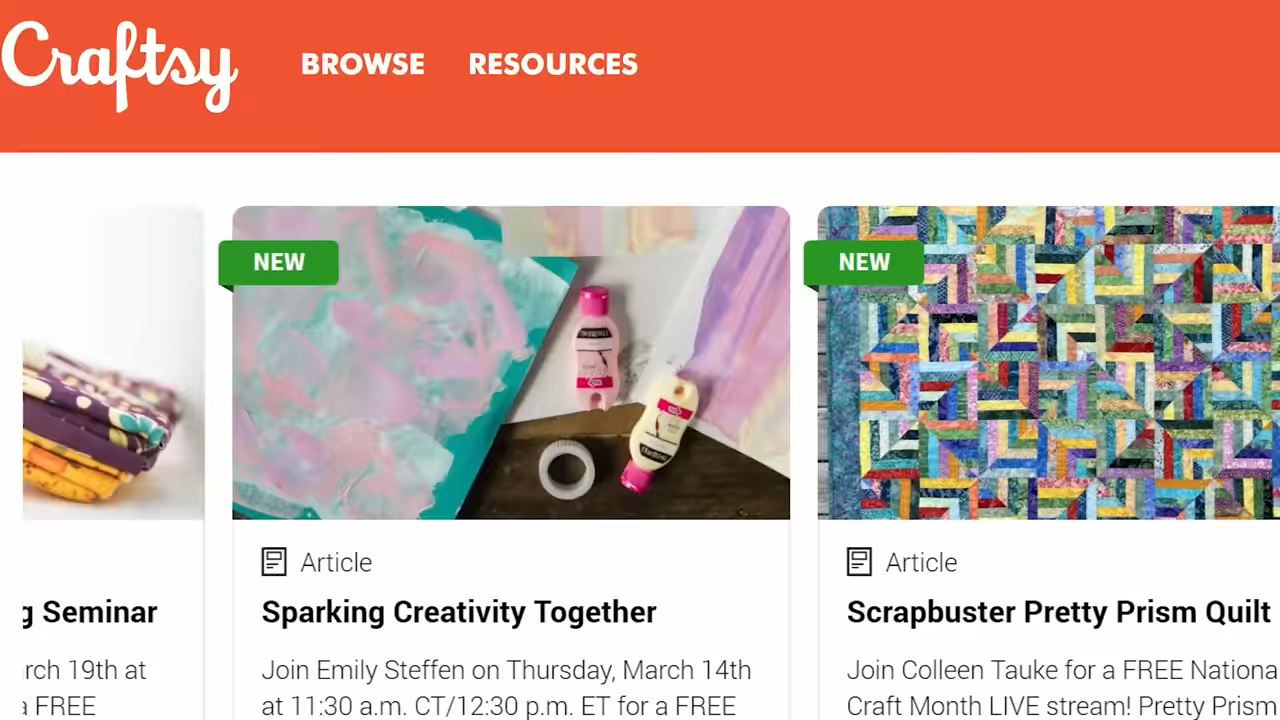 Craftsy
BROWSE
RESOURCES
NEW
NEW
Article
Article
g Seminar
Sparking Creativity Together
Scrapbuster Pretty Prism Quilt
rch 19th at
a FREE
Join Emily Steffen on Thursday, March 14th
at 11:30 a.m. CT/12:30 p.m. ET for a FREE
Join Colleen Tauke for a FREE Nationa
Craft Month LIVE stream! Pretty Prism